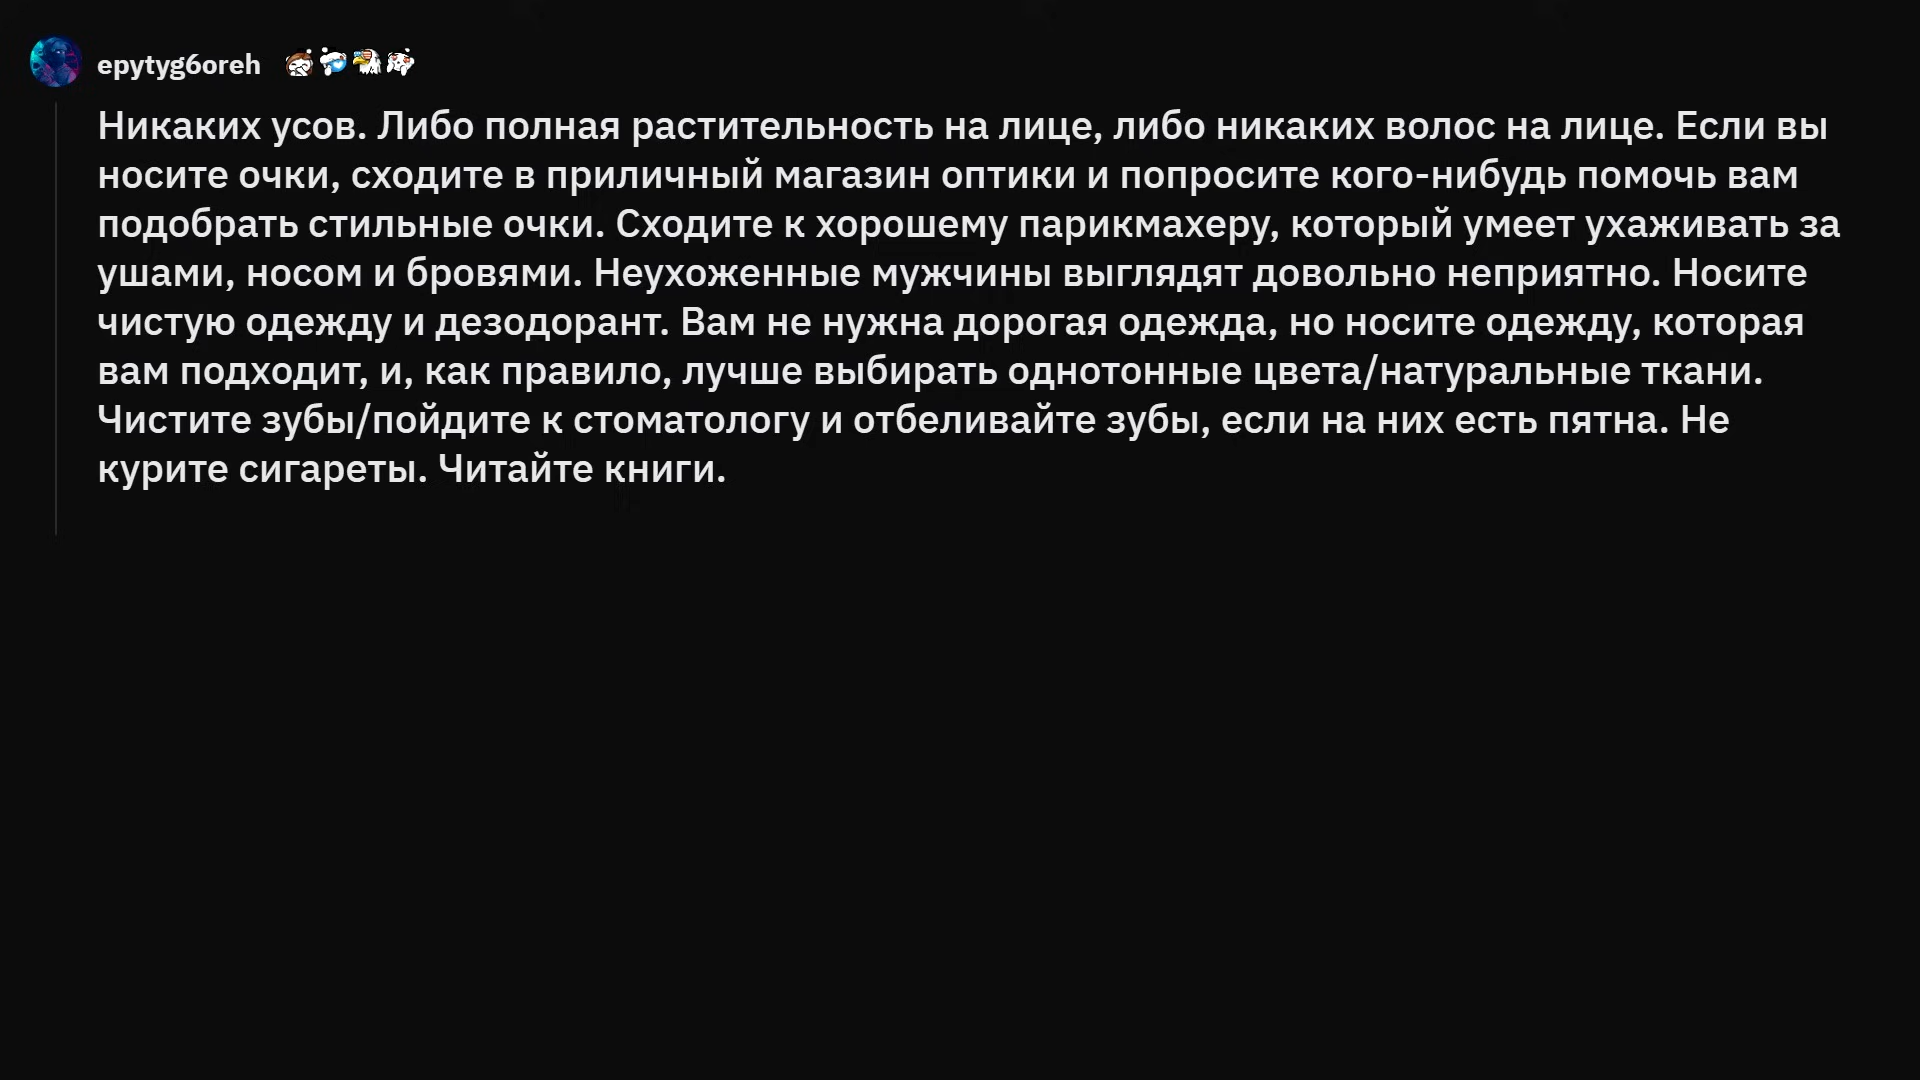 epytyg6oreh
Никаких усов. Либо полная растительность на лице, либо никаких волос на лице. Если вы
носите очки, сходите в приличный магазин оптики и попросите кого-нибудь помочь вам
подобрать стильные очки. Сходите к хорошему парикмахеру, который умеет ухаживать за
ушами, носом и бровями. Неухоженные мужчины выглядят довольно неприятно. Носите
чистую одежду и дезодорант. Вам не нужна дорогая одежда, но носите одежду, которая
вам подходит, и, как правило, лучше выбирать однотонные цвета/натуральные ткани.
Чистите зубы/пойдите к стоматологу и отбеливайте зубы, если на них есть пятна. Не
курите сигареты. Читайте книги.